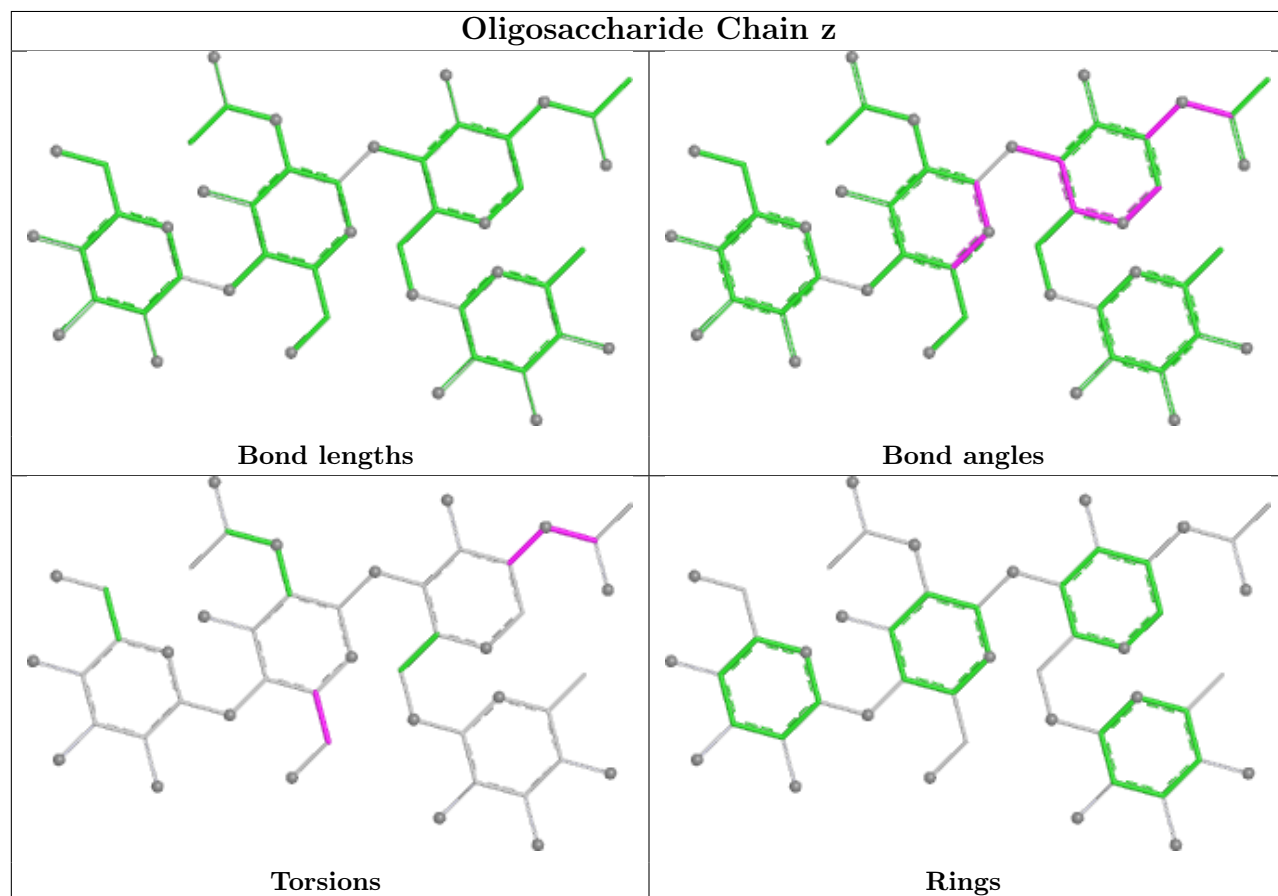 Oligosaccharide Chain z
Bond lengths
Bond angles
Torsions
Rings